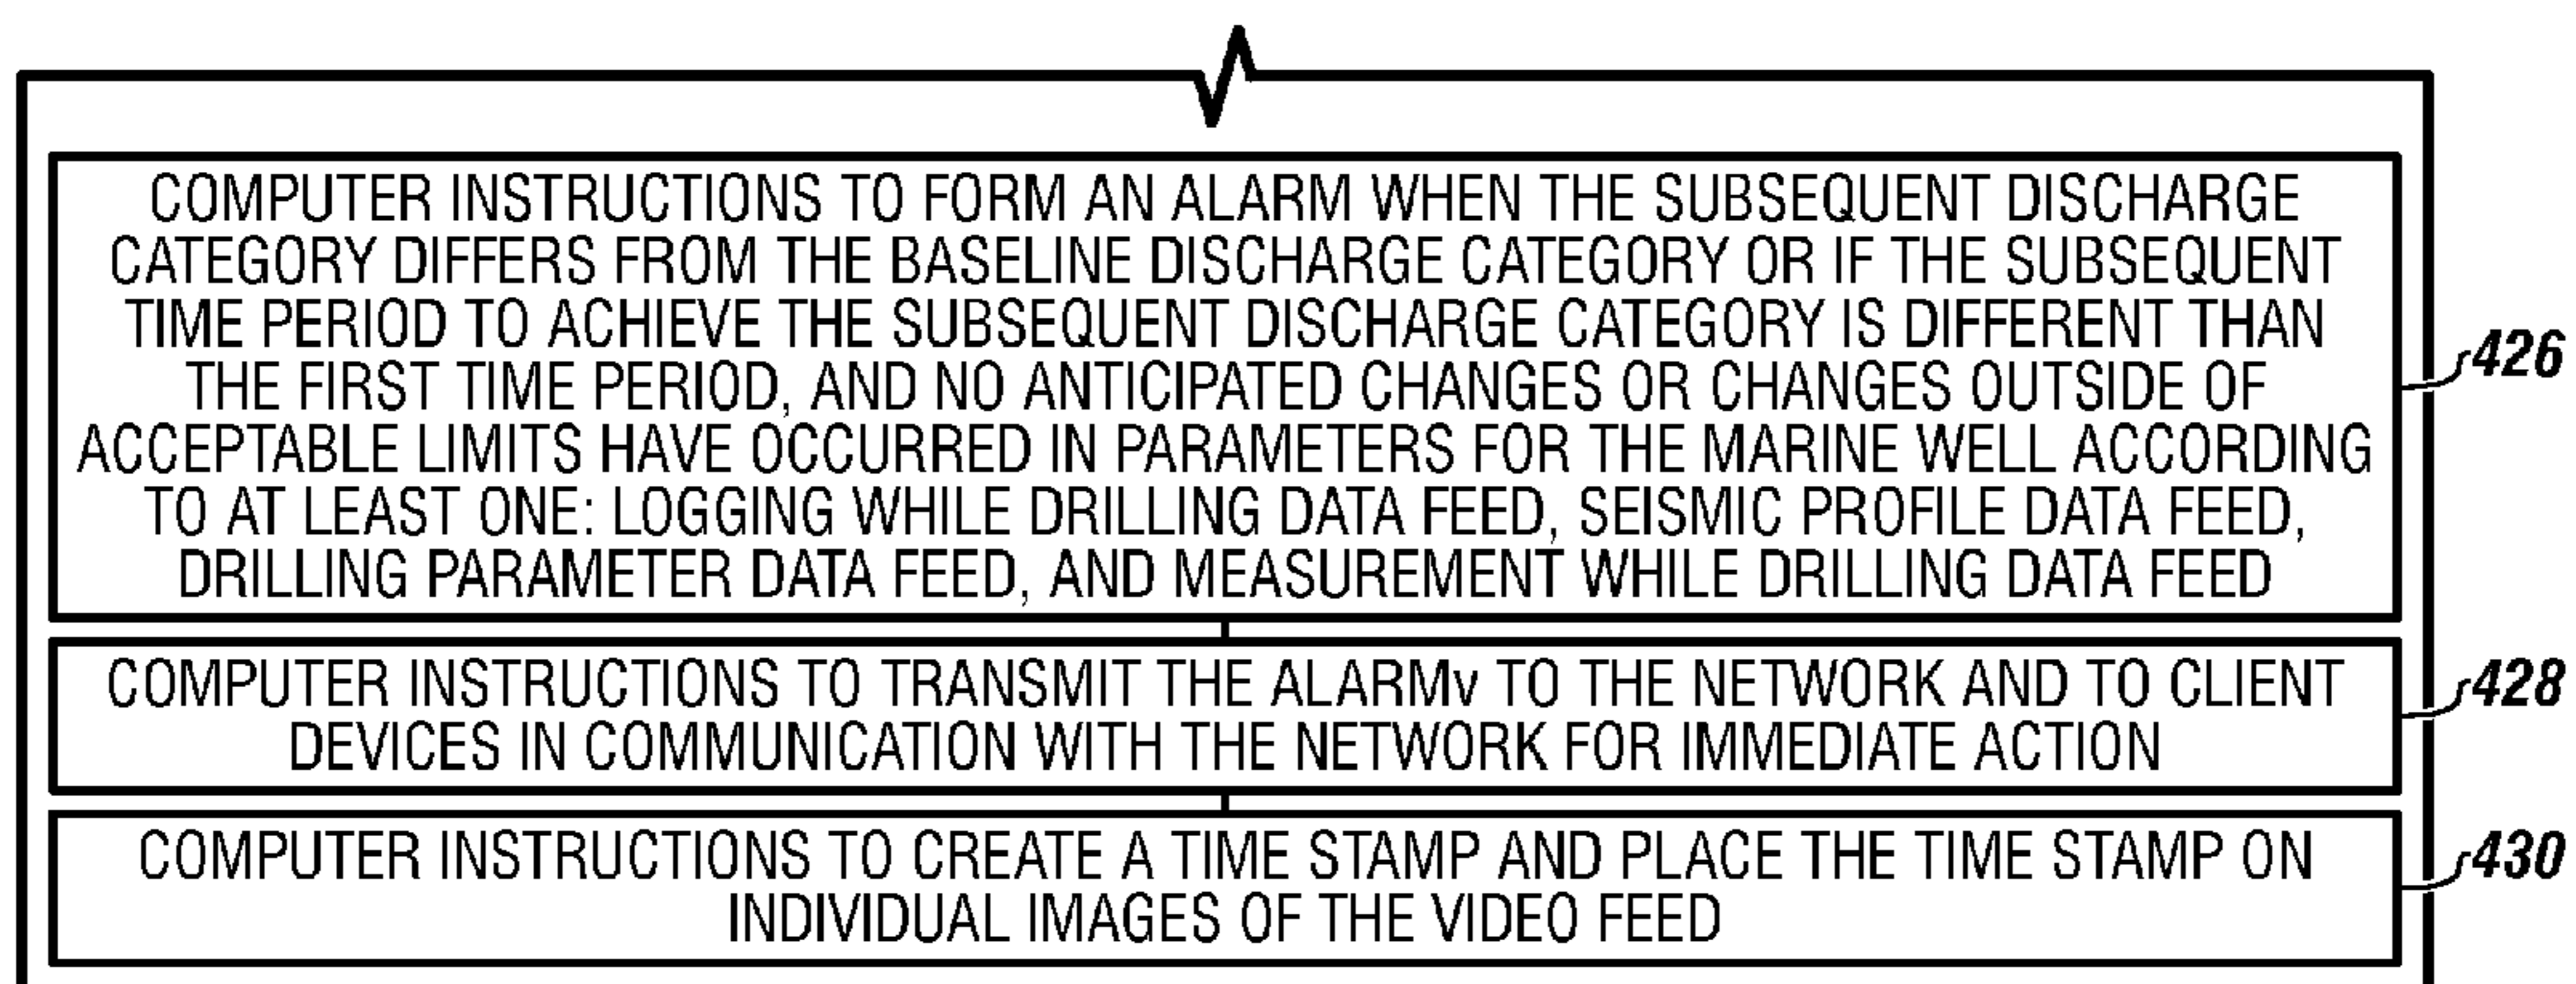 COMPUTER INSTRUCTIONS TO FORM AN ALARM WHEN THE SUBSEQUENT DISCHARGE
CATEGORY DIFFERS FROM THE BASELINE DISCHARGE CATEGORY OR IF THE SUBSEQUENT
TIME PERIOD TO ACHIEVE THE SUBSEQUENT DISCHARGE CATEGORY IS DIFFERENT THAN
THE FIRST TIME PERIOD, AND NO ANTICIPATED CHANGES OR CHANGES OUTSIDE OF
ACCEPTABLE LIMITS HAVE OCCURRED IN PARAMETERS FOR THE MARINE WELL ACCORDING
TO AT LEAST ONE: LOGGING WHILE DRILLING DATA FEED, SEISMIC PROFILE DATA FEED,
DRILLING PARAMETER DATA FEED, AND MEASUREMENT WHILE DRILLING DATA FEED
426
COMPUTER INSTRUCTIONS TO TRANSMIT THE ALARMv TO THE NETWORK AND TO CLIENT
DEVICES IN COMMUNICATION WITH THE NETWORK FOR IMMEDIATE ACTION
428
COMPUTER INSTRUCTIONS TO CREATE A TIME STAMP AND PLACE THE TIME STAMP ON
INDIVIDUAL IMAGES OF THE VIDEO FEED
430